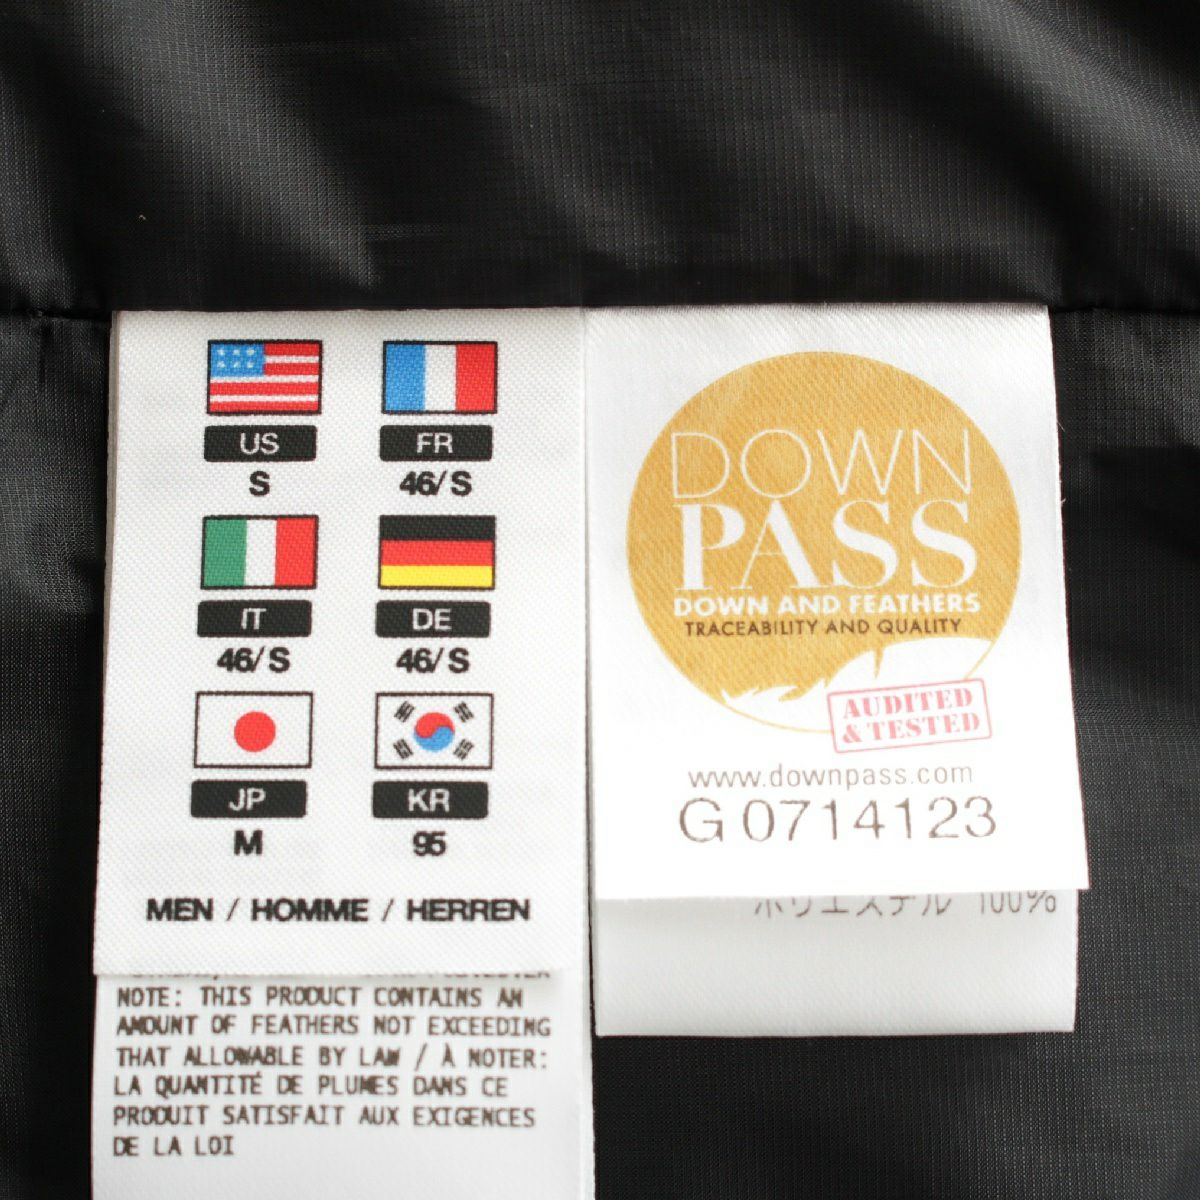 US FR
S 46/S
IT DE
46/S 46/S
JP KR
M 95
MEN / HOMME / HERREN
NOTE: THIS PRODUCT CONTAINS AN
AMOUNT OF FEATHERS NOT EXCEEDING
THAT ALLOWABLE BY LAW / À NOTER:
LA QUANTITÉ DE PLUMES DANS CE
PRODUIT SATISFAIT AUX EXIGENCES
DE LA LOI
DOWN
PASS
DOWN AND FEATHERS
TRACEABILITY AND QUALITY
AUDITED
& TESTED
www.downpass.com
G 0714123
ポリエステル 100%